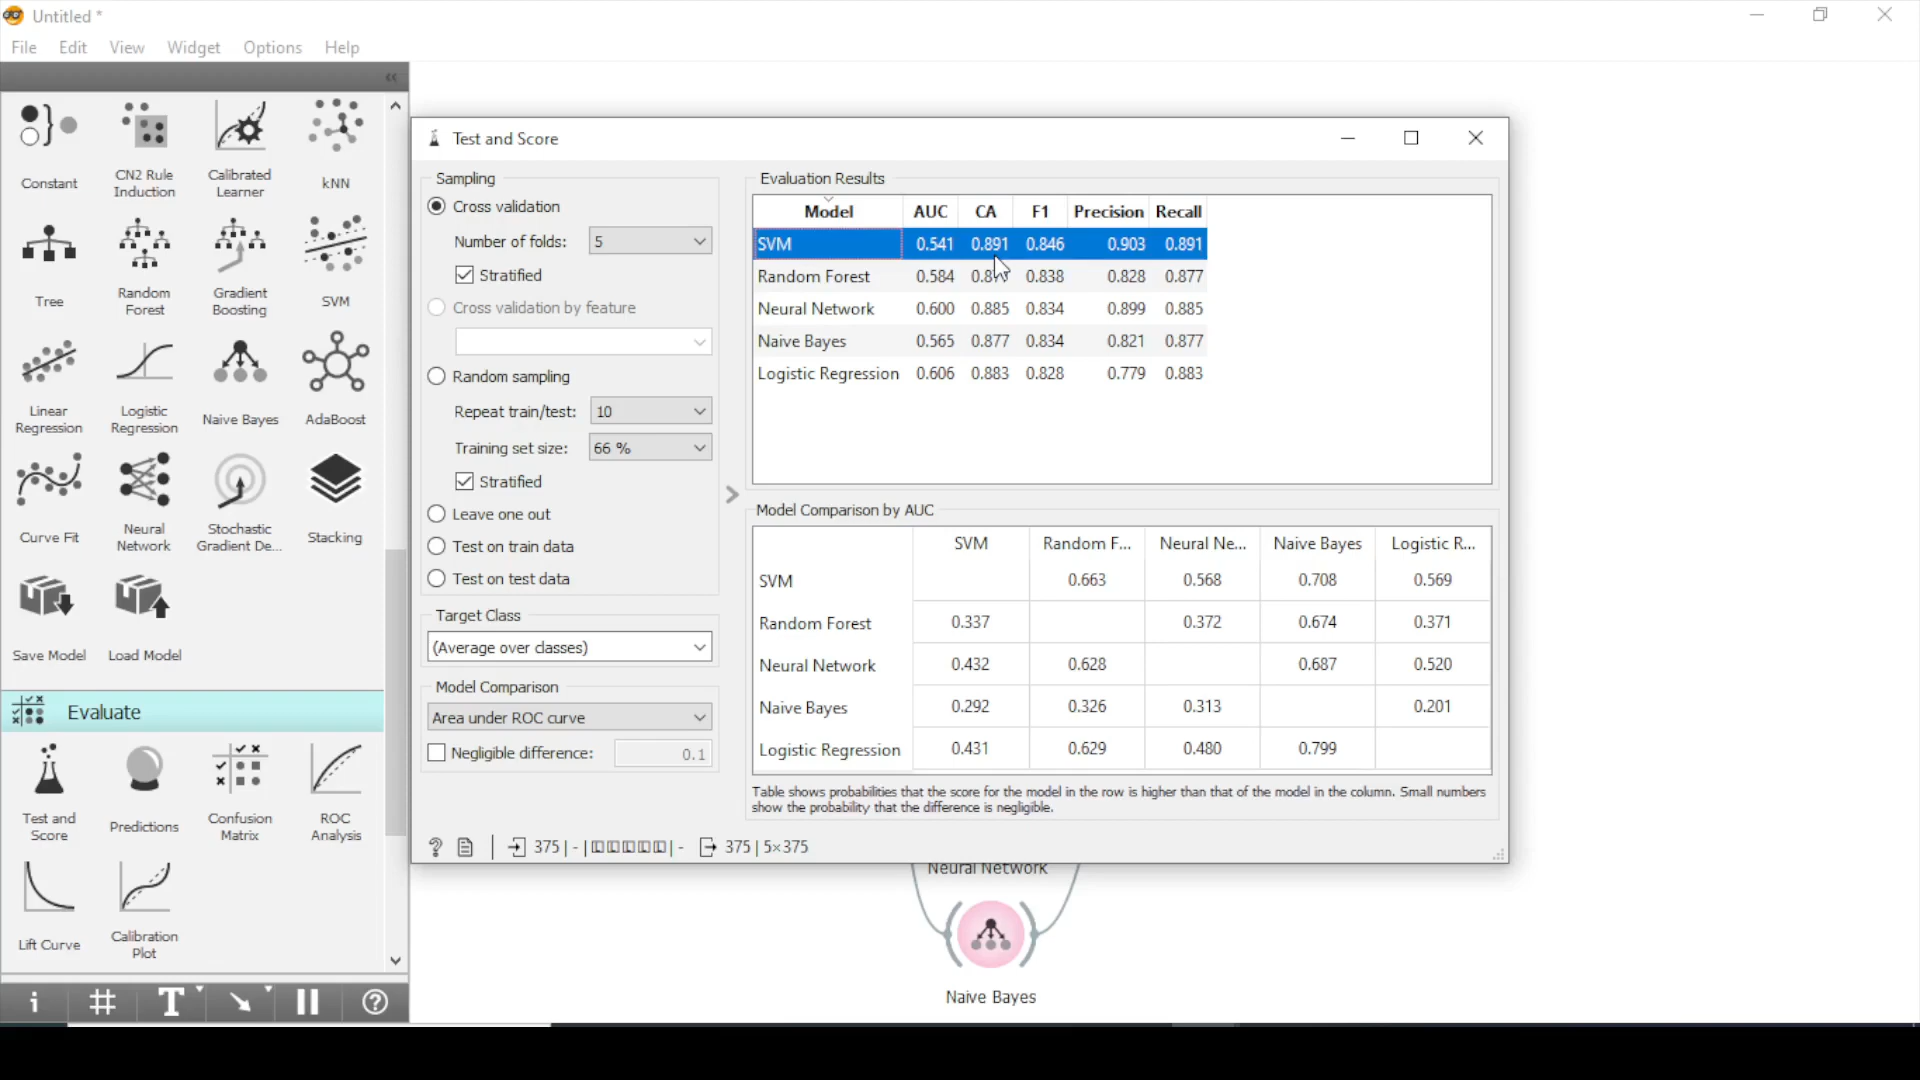 Untitled *
File Edit View Widget Options Help
Constant
CN2 Rule
Induction
Calibrated
Learner
kNN
Tree
Random
Forest
Gradient
Boosting
SVM
Linear
Regression
Logistic
Regression
Naive Bayes
AdaBoost
Curve Fit
Neural
Network
Stochastic
Gradient De...
Stacking
Save Model
Load Model
Evaluate
Test and
Score
Predictions
Confusion
Matrix
ROC
Analysis
Lift Curve
Calibration
Plot
Test and Score
Sampling
Cross validation
Number of folds: 5
Stratified
Cross validation by feature
Random sampling
Repeat train/test: 10
Training set size: 66 %
Stratified
Leave one out
Test on train data
Test on test data
Target Class
(Average over classes)
Model Comparison
Area under ROC curve
Negligible difference: 0.1
Evaluation Results
Model AUC CA F1 Precision Recall
SVM 0.541 0.891 0.846 0.903 0.891
Random Forest 0.584 0.838 0.828 0.877
Neural Network 0.600 0.885 0.834 0.899 0.885
Naive Bayes 0.565 0.877 0.834 0.821 0.877
Logistic Regression 0.606 0.883 0.828 0.779 0.883
Model Comparison by AUC
SVM Random F... Neural Ne... Naive Bayes Logistic R...
SVM 0.663 0.568 0.708 0.569
Random Forest 0.337 0.372 0.674 0.371
Neural Network 0.432 0.628 0.687 0.520
Naive Bayes 0.292 0.326 0.313 0.201
Logistic Regression 0.431 0.629 0.480 0.799
Table shows probabilities that the score for the model in the row is higher than that of the model in the column. Small numbers
show the probability that the difference is negligible.
375 | - | | - 375 | 5×375
Neural Network
Naive Bayes